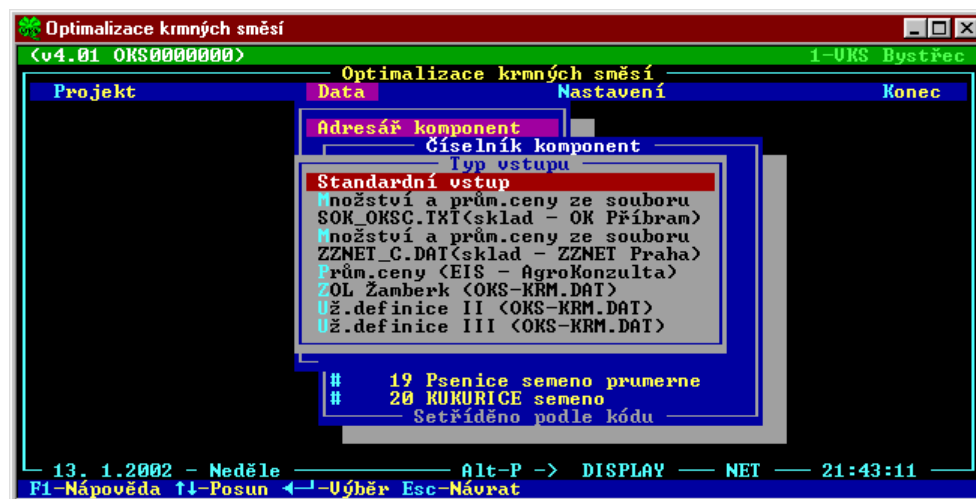 Optimalizace krmných směsí
(v4.01 OKS0000000) 1-VKS Bystřec
Optimalizace krmných směsí
Projekt Data Nastavení Konec
Adresář komponent
Číselník komponent
Typ vstupu
Standardní vstup
Množství a prům.ceny ze souboru
SOK_OKSC.TXT(sklad - OK Příbram)
Množství a prům.ceny ze souboru
ZZNET_C.DAT(sklad - ZZNET Praha)
Prům.ceny (EIS - AgroKonzulta)
ZOL Žamberk (OKS-KRM.DAT)
Už.definice II (OKS-KRM.DAT)
Už.definice III (OKS-KRM.DAT)
# 19 Psenice semeno prumerne
# 20 KUKURICE semeno
Setříděno podle kódu
13. 1.2002 - Neděle Alt-P -> DISPLAY NET 21:43:11
F1-Nápověda ↑↓-Posun ◄─┘-Výběr Esc-Návrat